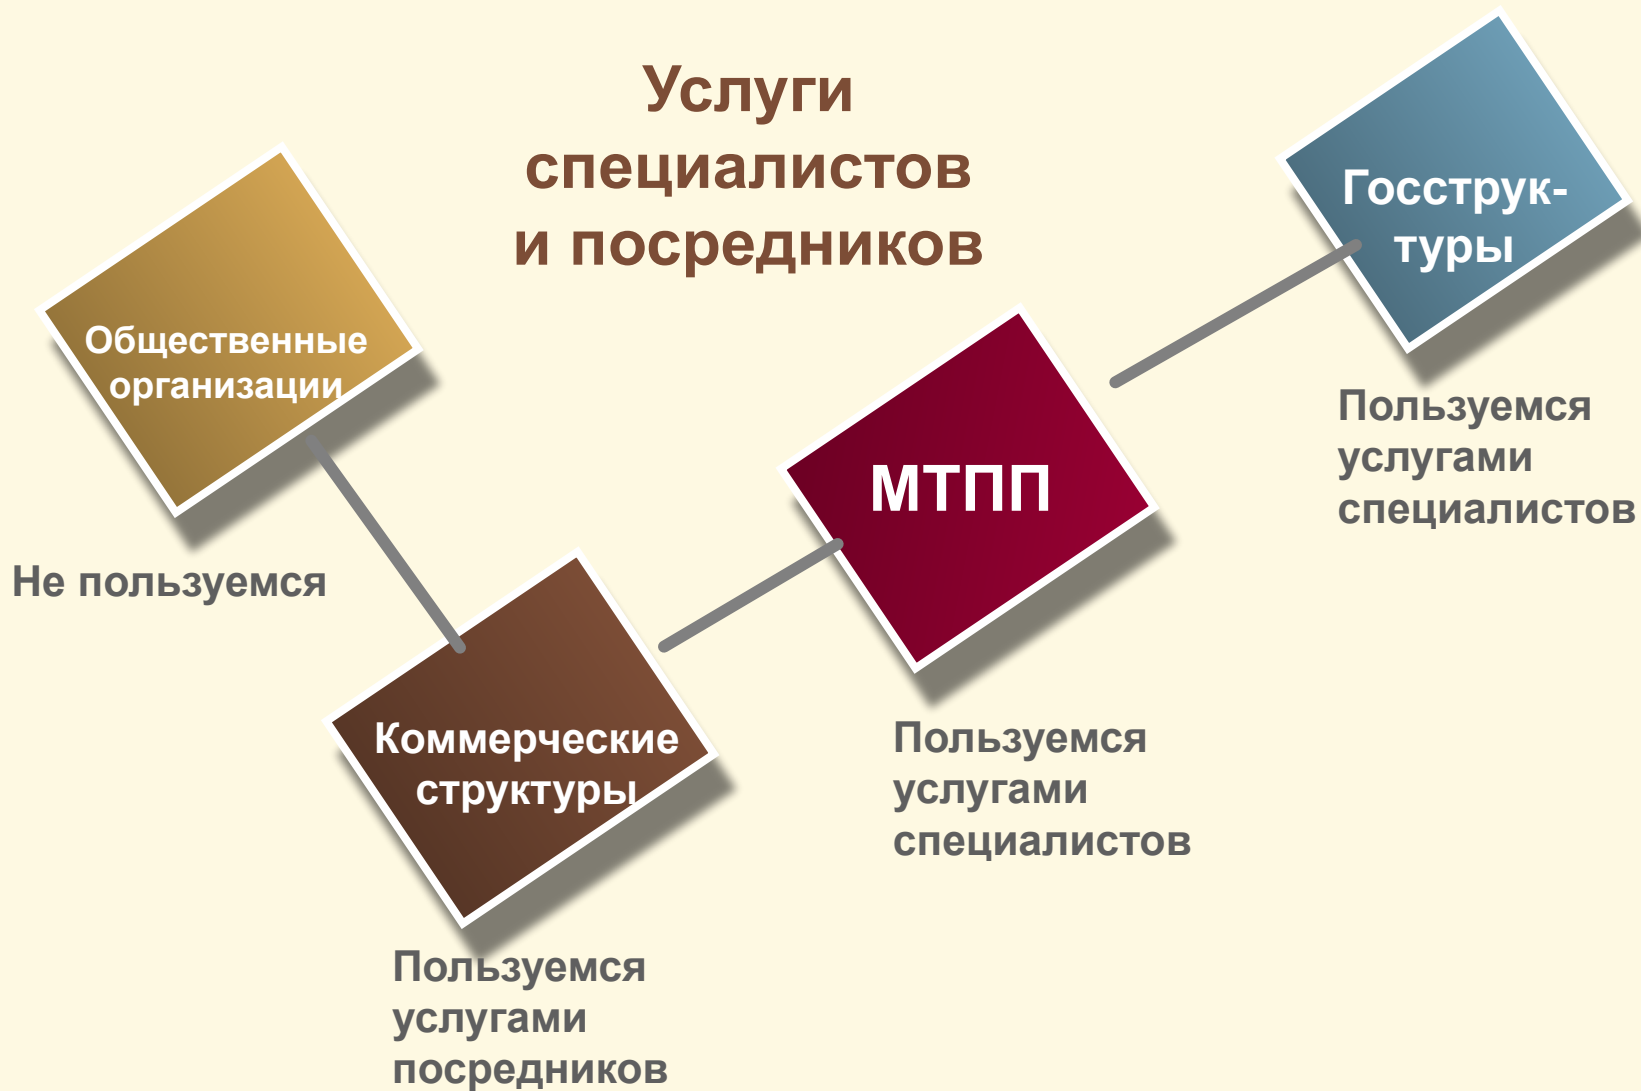 Услуги
специалистов
и посредников
Общественные
организации
Не пользуемся
Коммерческие
структуры
Пользуемся
услугами
посредников
МТПП
Пользуемся
услугами
специалистов
Госструк-
туры
Пользуемся
услугами
специалистов